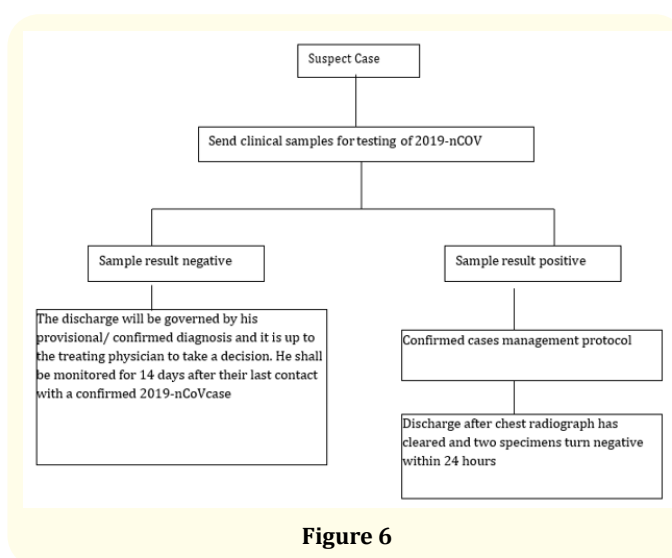 Suspect Case
Send clinical samples for testing of 2019-nCOV
Sample result negative
Sample result positive
The discharge will be governed by his
provisional/ confirmed diagnosis and it is up to
the treating physician to take a decision. He shall
be monitored for 14 days after their last contact
with a confirmed 2019-nCoVcase
Confirmed cases management protocol
Discharge after chest radiograph has
cleared and two specimens turn negative
within 24 hours
Figure 6